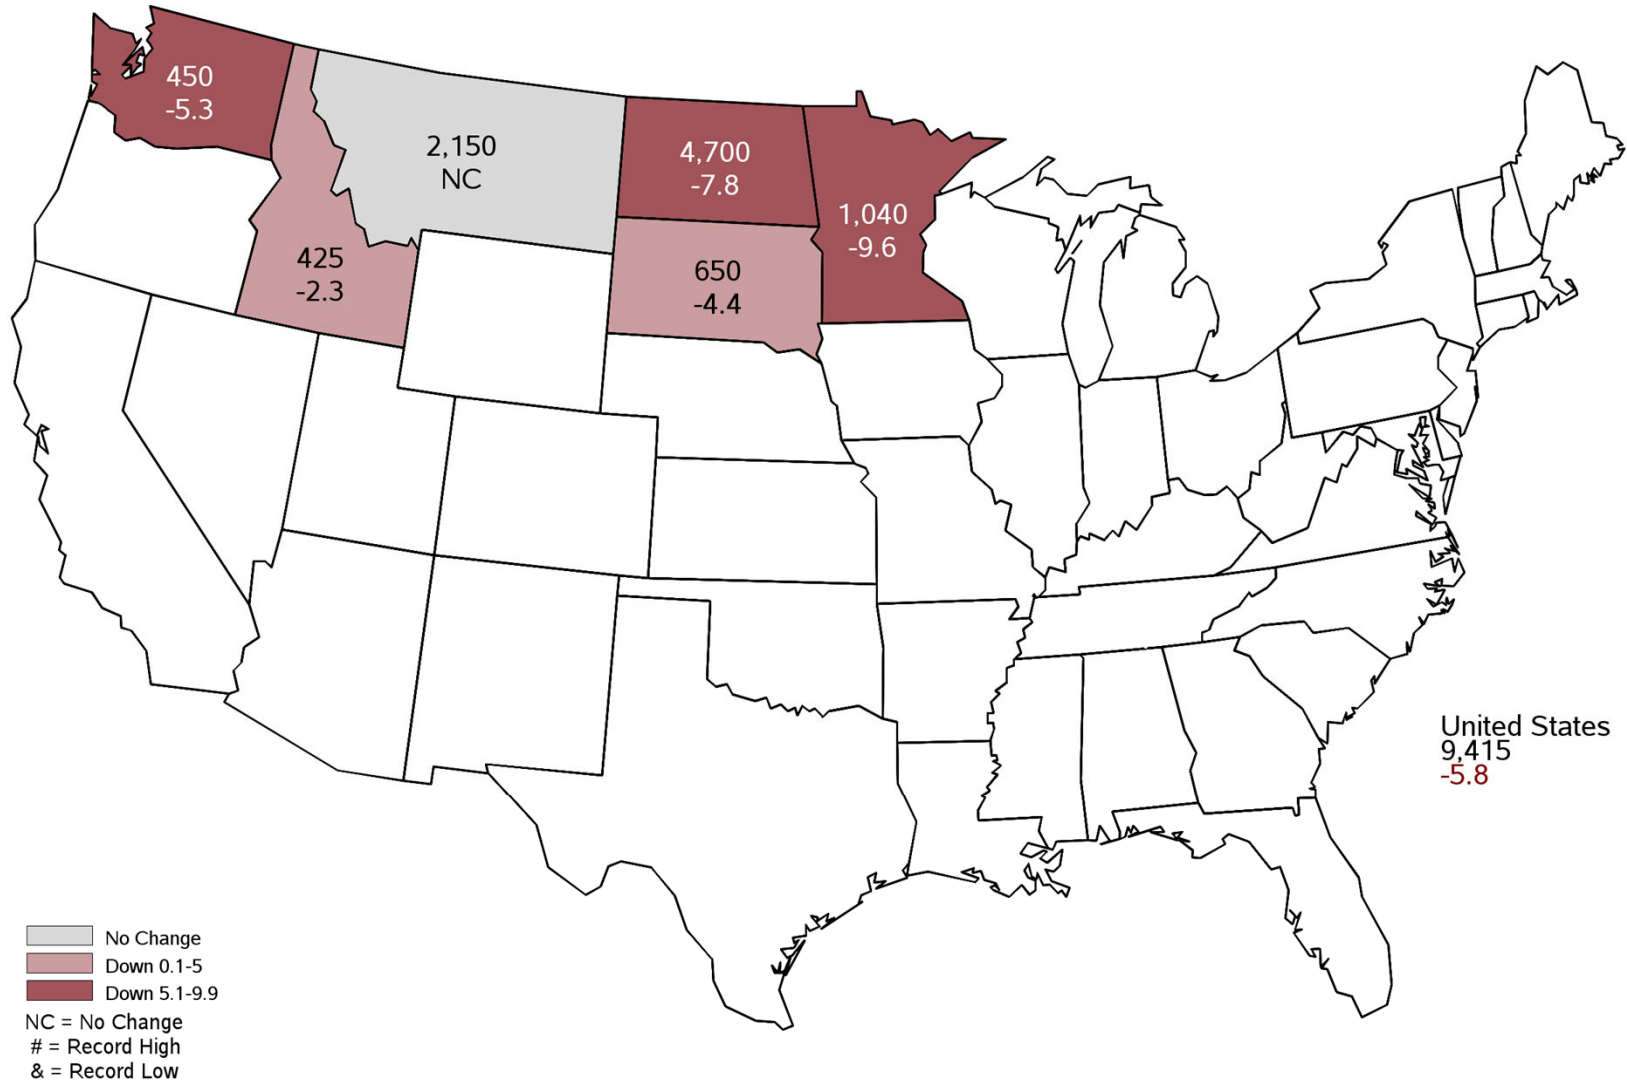 450
-5.3
2,150
NC
4,700
-7.8
1,040
-9.6
425
-2.3
650
-4.4
United States
9,415
-5.8
No Change
Down 0.1-5
Down 5.1-9.9
NC = No Change
# = Record High
& = Record Low